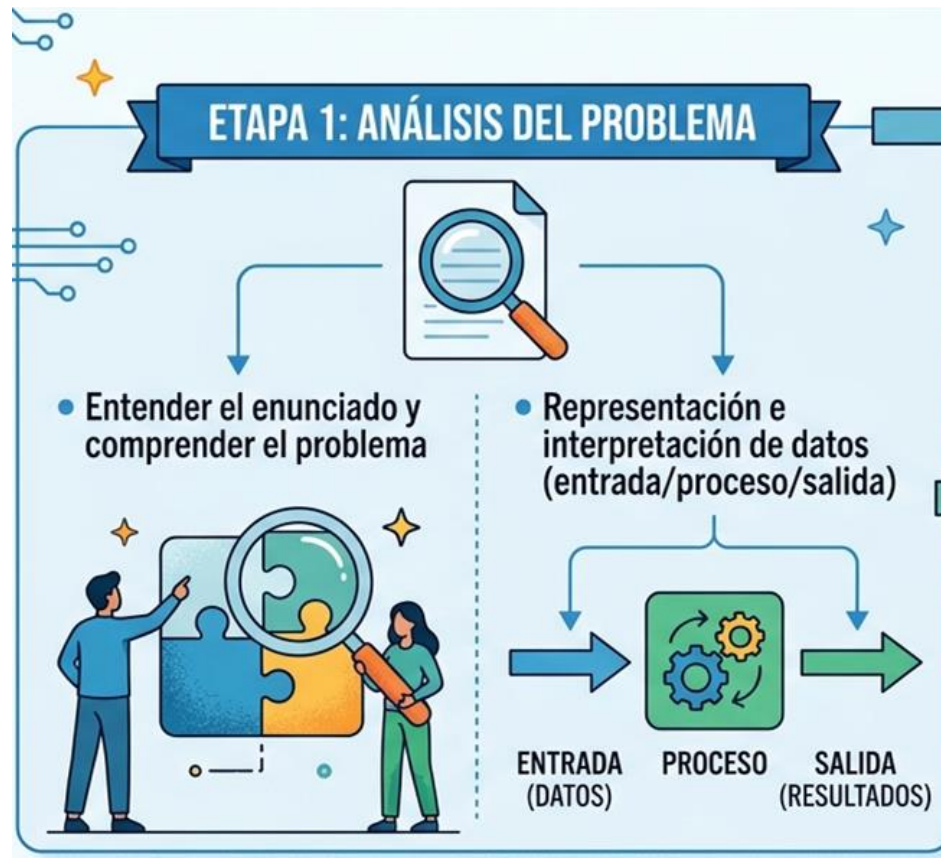 ETAPA 1: ANÁLISIS DEL PROBLEMA
• Entender el enunciado y
comprender el problema
• Representación e
interpretación de datos
(entrada/proceso/salida)
ENTRADA
(DATOS)
PROCESO
SALIDA
(RESULTADOS)